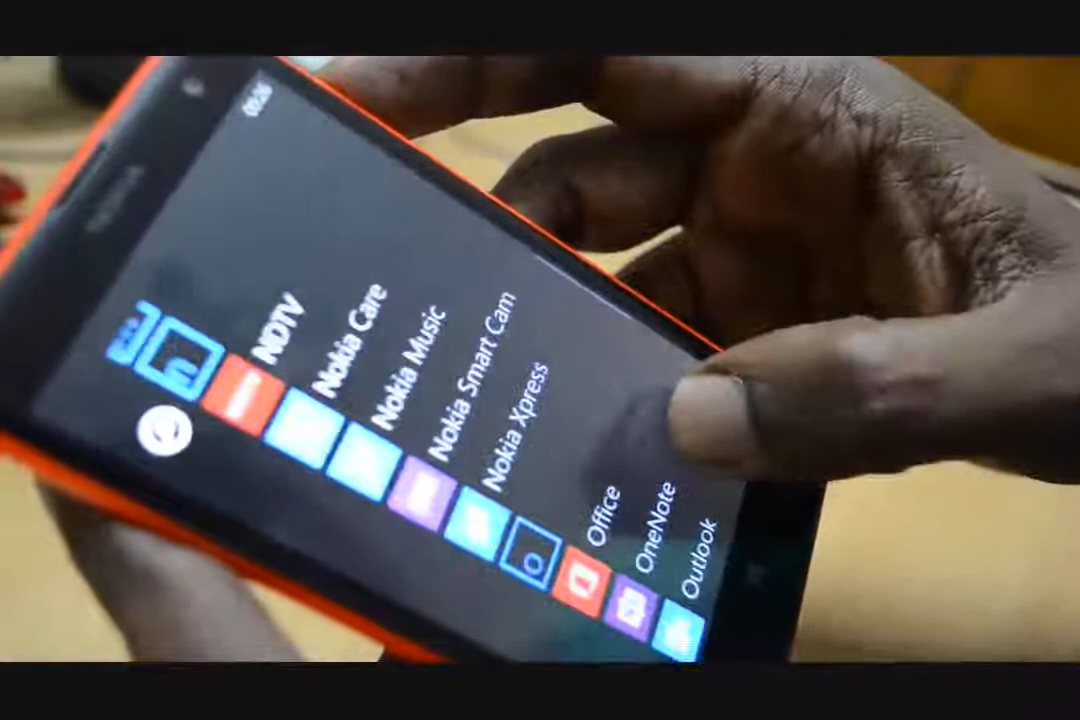 n
NDTV
Nokia Care
Nokia Music
Nokia Smart Cam
Nokia Xpress
o
Office
OneNote
Outlook